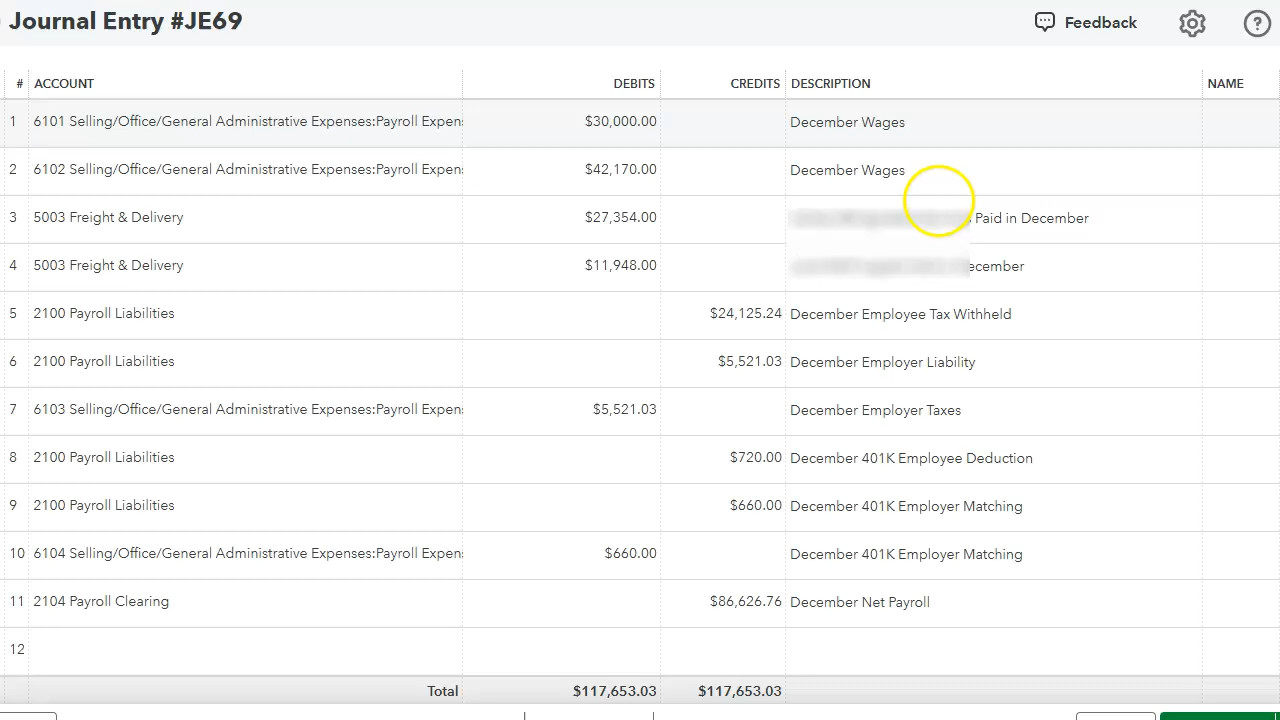 Journal Entry #JE69
Feedback
# ACCOUNT DEBITS CREDITS DESCRIPTION NAME
1 6101 Selling/Office/General Administrative Expenses:Payroll Expen $30,000.00 December Wages
2 6102 Selling/Office/General Administrative Expenses:Payroll Expen $42,170.00 December Wages
3 5003 Freight & Delivery $27,354.00 Paid in December
4 5003 Freight & Delivery $11,948.00 ecember
5 2100 Payroll Liabilities $24,125.24 December Employee Tax Withheld
6 2100 Payroll Liabilities $5,521.03 December Employer Liability
7 6103 Selling/Office/General Administrative Expenses:Payroll Expen $5,521.03 December Employer Taxes
8 2100 Payroll Liabilities $720.00 December 401K Employee Deduction
9 2100 Payroll Liabilities $660.00 December 401K Employer Matching
10 6104 Selling/Office/General Administrative Expenses:Payroll Expen $660.00 December 401K Employer Matching
11 2104 Payroll Clearing $86,626.76 December Net Payroll
12
Total $117,653.03 $117,653.03